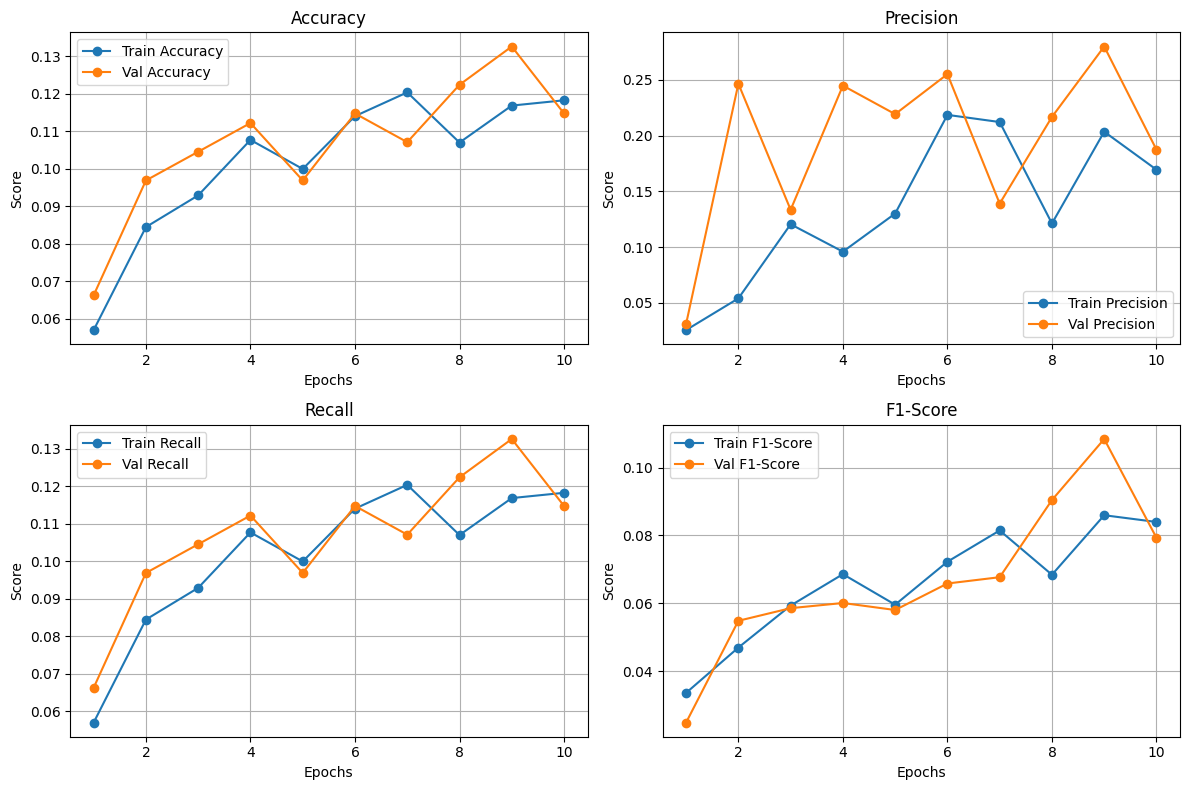 Accuracy
Train Accuracy
Val Accuracy
0.13
0.12
0.11
0.10
0.09
0.08
0.07
0.06
Score
2 4 6 8 10
Epochs
Precision
0.25
0.20
0.15
0.10
0.05
Score
Train Precision
Val Precision
2 4 6 8 10
Epochs
Recall
Train Recall
Val Recall
0.13
0.12
0.11
0.10
0.09
0.08
0.07
0.06
Score
2 4 6 8 10
Epochs
F1-Score
Train F1-Score
Val F1-Score
0.10
0.08
0.06
0.04
Score
2 4 6 8 10
Epochs